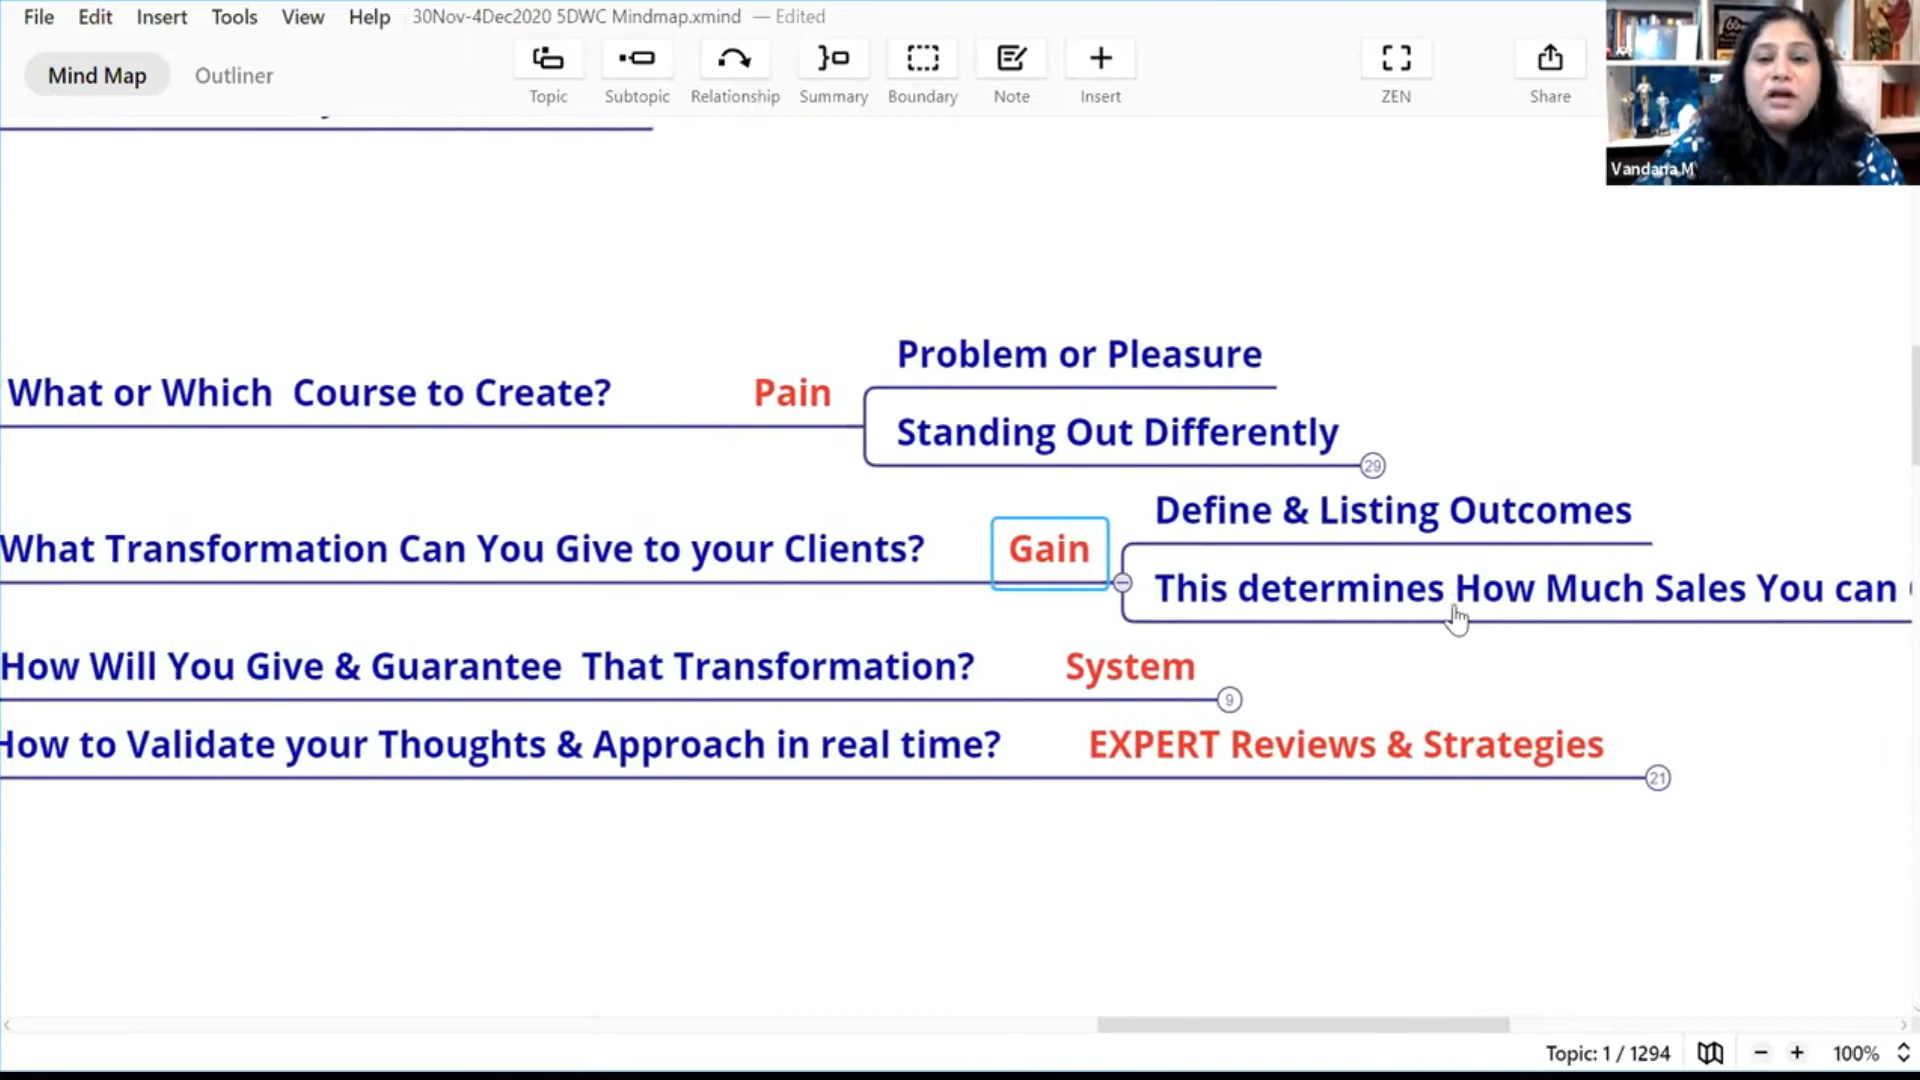 File Edit Insert Tools View Help 30Nov-4Dec2020 5DWC Mindmap.xmind — Edited
Mind Map Outliner
Topic Subtopic Relationship Summary Boundary Note Insert ZEN Share
Vandana M
Problem or Pleasure
What or Which Course to Create? Pain
Standing Out Differently
29
Define & Listing Outcomes
What Transformation Can You Give to your Clients? Gain
This determines How Much Sales You can
How Will You Give & Guarantee That Transformation? System
9
How to Validate your Thoughts & Approach in real time? EXPERT Reviews & Strategies
21
Topic: 1 / 1294 100%